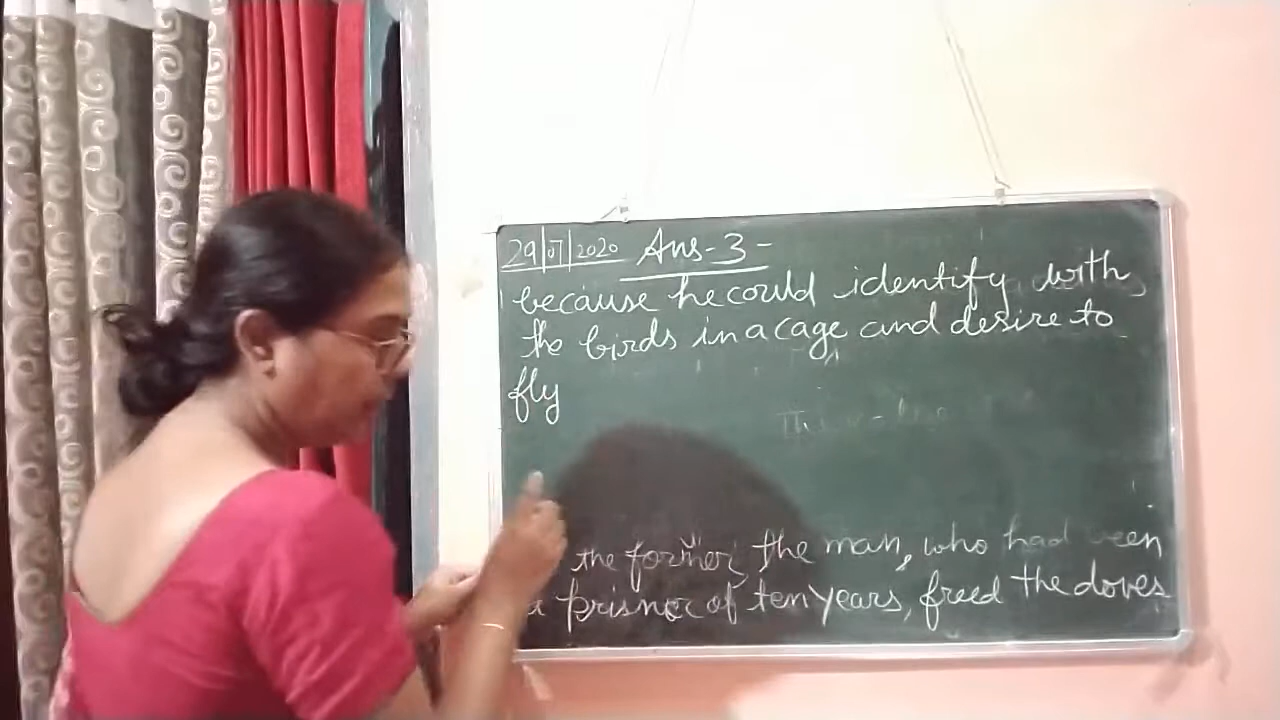 29/07/2020 Ans-3-
because he could identify with
the birds in a cage and desire to
fly
the former, the man, who had been
a prisner of ten years, freed the doves